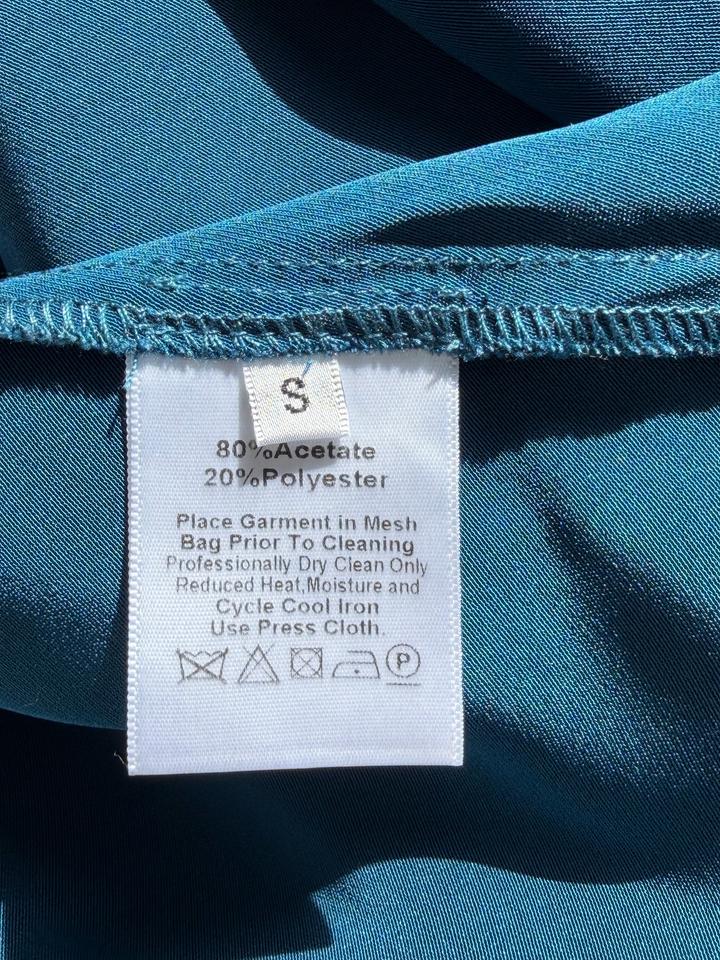 S
80%Acetate
20%Polyester
Place Garment in Mesh
Bag Prior To Cleaning
Professionally Dry Clean Only
Reduced Heat,Moisture and
Cycle Cool Iron
Use Press Cloth.
P